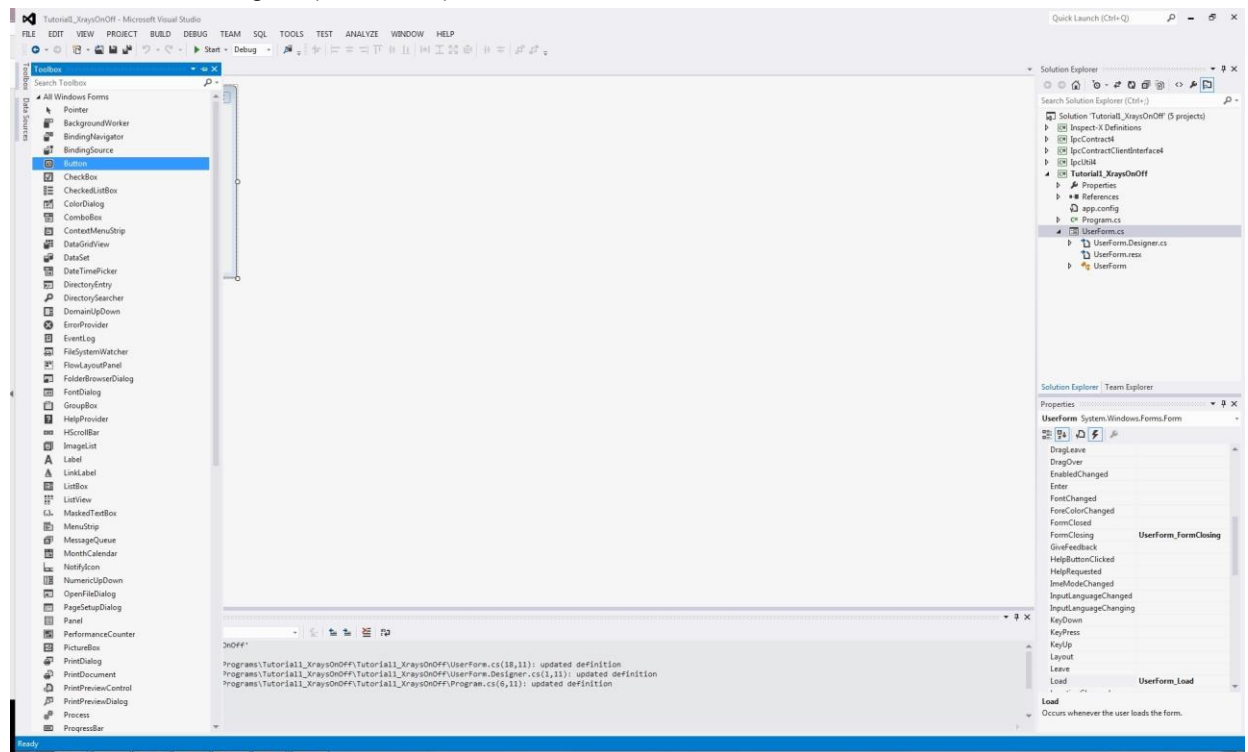 Tutorial1_XraysOnOff - Microsoft Visual Studio
Quick Launch (Ctrl+Q)
FILE EDIT VIEW PROJECT BUILD DEBUG TEAM SQL TOOLS TEST ANALYZE WINDOW HELP
Start Debug
Toolbox
Data Sources
Toolbox
Search Toolbox
All Windows Forms
Pointer
BackgroundWorker
BindingNavigator
BindingSource
Button
CheckBox
CheckedListBox
ColorDialog
ComboBox
ContextMenuStrip
DataGridView
DataSet
DateTimePicker
DirectoryEntry
DirectorySearcher
DomainUpDown
ErrorProvider
EventLog
FileSystemWatcher
FlowLayoutPanel
FolderBrowserDialog
FontDialog
GroupBox
HelpProvider
HScrollBar
ImageList
Label
LinkLabel
ListBox
ListView
MaskedTextBox
MenuStrip
MessageQueue
MonthCalendar
NotifyIcon
NumericUpDown
OpenFileDialog
PageSetupDialog
Panel
PerformanceCounter
PictureBox
PrintDialog
PrintDocument
PrintPreviewControl
PrintPreviewDialog
Process
ProgressBar
OnOff'
Programs\Tutorial1_XraysOnOff\Tutorial1_XraysOnOff\UserForm.cs(18,11): updated definition
Programs\Tutorial1_XraysOnOff\Tutorial1_XraysOnOff\UserForm.Designer.cs(1,11): updated definition
Programs\Tutorial1_XraysOnOff\Tutorial1_XraysOnOff\Program.cs(6,11): updated definition
Solution Explorer
Search Solution Explorer (Ctrl+;)
Solution 'Tutorial1_XraysOnOff' (5 projects)
Inspect-X Definitions
IpcContract4
IpcContractClientInterface4
IpcUtil4
Tutorial1_XraysOnOff
Properties
References
app.config
Program.cs
UserForm.cs
UserForm.Designer.cs
UserForm.resx
UserForm
Solution Explorer Team Explorer
Properties
UserForm System.Windows.Forms.Form
DragLeave
DragOver
EnabledChanged
Enter
FontChanged
ForeColorChanged
FormClosed
FormClosing UserForm_FormClosing
GiveFeedback
HelpButtonClicked
HelpRequested
ImeModeChanged
InputLanguageChanged
InputLanguageChanging
KeyDown
KeyPress
KeyUp
Layout
Leave
Load UserForm_Load
Load
Occurs whenever the user loads the form.
Ready